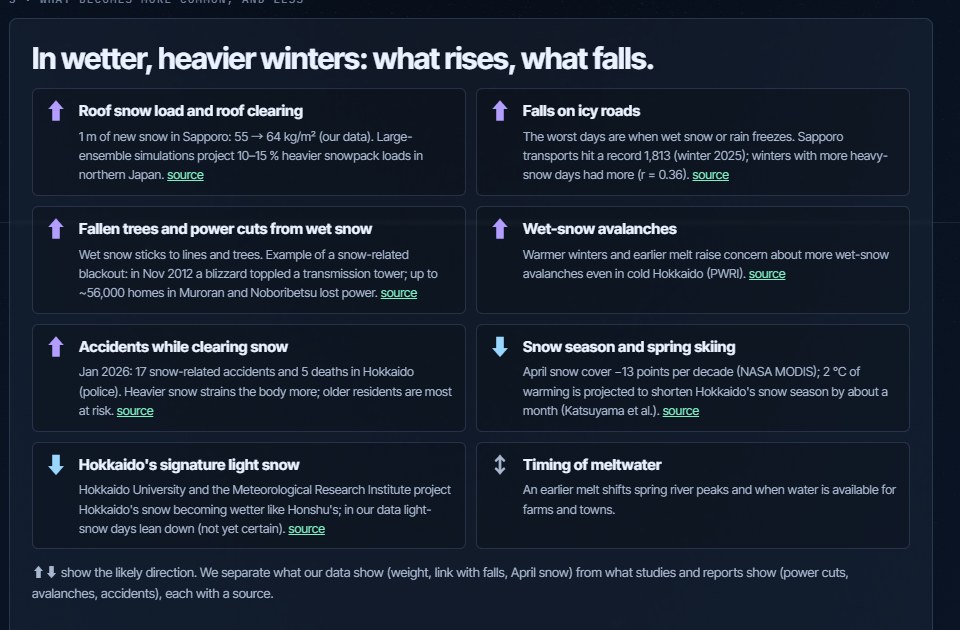 5 · WHAT BECOMES MORE COMMON, AND LESS
In wetter, heavier winters: what rises, what falls.
Roof snow load and roof clearing
1 m of new snow in Sapporo: 55 → 64 kg/m² (our data). Large-
ensemble simulations project 10–15 % heavier snowpack loads in
northern Japan. source
Falls on icy roads
The worst days are when wet snow or rain freezes. Sapporo
transports hit a record 1,813 (winter 2025); winters with more heavy-
snow days had more (r = 0.36). source
Fallen trees and power cuts from wet snow
Wet snow sticks to lines and trees. Example of a snow-related
blackout: in Nov 2012 a blizzard toppled a transmission tower; up to
~56,000 homes in Muroran and Noboribetsu lost power. source
Wet-snow avalanches
Warmer winters and earlier melt raise concern about more wet-snow
avalanches even in cold Hokkaido (PWRI). source
Accidents while clearing snow
Jan 2026: 17 snow-related accidents and 5 deaths in Hokkaido
(police). Heavier snow strains the body more; older residents are most
at risk. source
Snow season and spring skiing
April snow cover −13 points per decade (NASA MODIS); 2 °C of
warming is projected to shorten Hokkaido's snow season by about a
month (Katsuyama et al.). source
Hokkaido's signature light snow
Hokkaido University and the Meteorological Research Institute project
Hokkaido's snow becoming wetter like Honshu's; in our data light-
snow days lean down (not yet certain). source
Timing of meltwater
An earlier melt shifts spring river peaks and when water is available for
farms and towns.
⬆⬇ show the likely direction. We separate what our data show (weight, link with falls, April snow) from what studies and reports show (power cuts,
avalanches, accidents), each with a source.